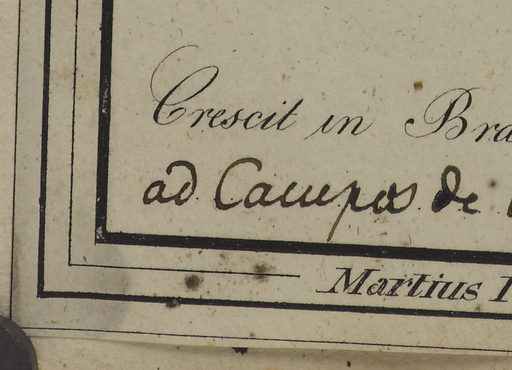 Crescit in Bra
ad Campos de
Martius